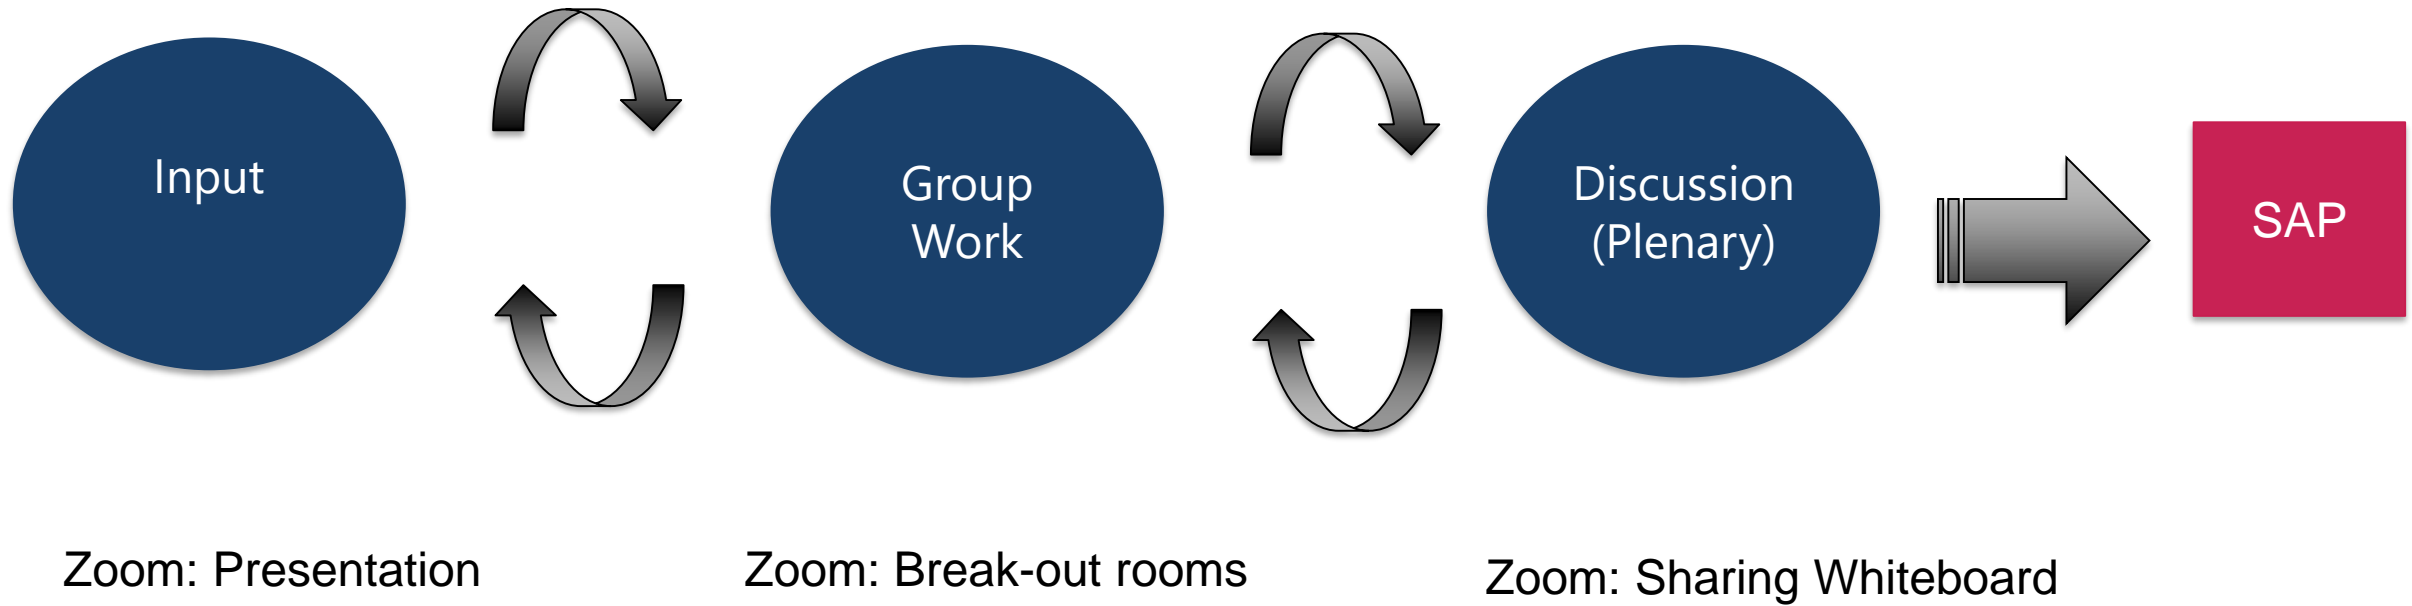 Input
Group
Work
Discussion
(Plenary)
SAP
Zoom: Presentation
Zoom: Break-out rooms
Zoom: Sharing Whiteboard